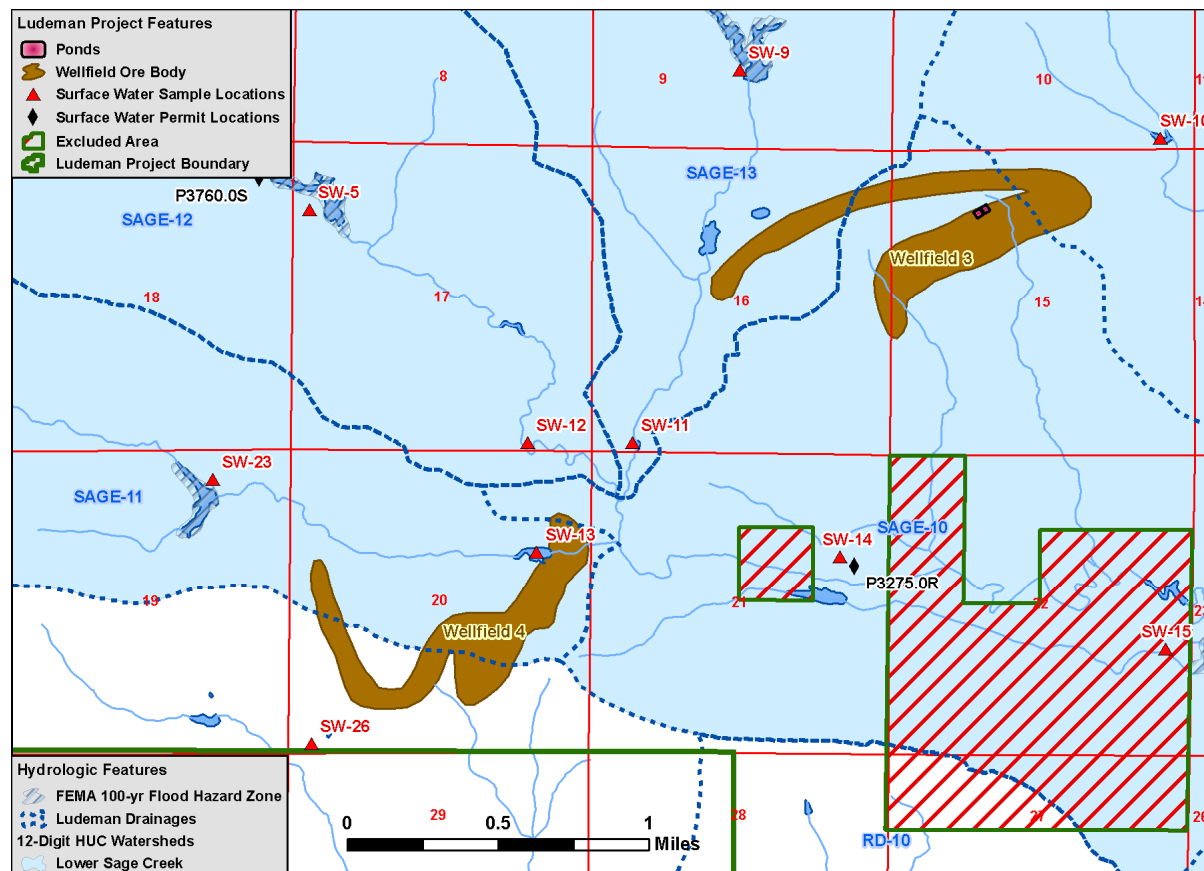 Ludeman Project Features
Ponds
Wellfield Ore Body
Surface Water Sample Locations
Surface Water Permit Locations
Excluded Area
Ludeman Project Boundary
8
9
SW-9
10
SW-10
P3760.0S
SW-5
SAGE-12
SAGE-13
Wellfield 3
18
17
16
15
SW-12
SW-11
SW-23
SAGE-11
SW-13
SAGE-10
SW-14
P3275.0R
19
20
21
22
Wellfield 4
SW-15
SW-26
Hydrologic Features
FEMA 100-yr Flood Hazard Zone
Ludeman Drainages
12-Digit HUC Watersheds
Lower Sage Creek
29
28
27
26
RD-10
0
0.5
1
Miles